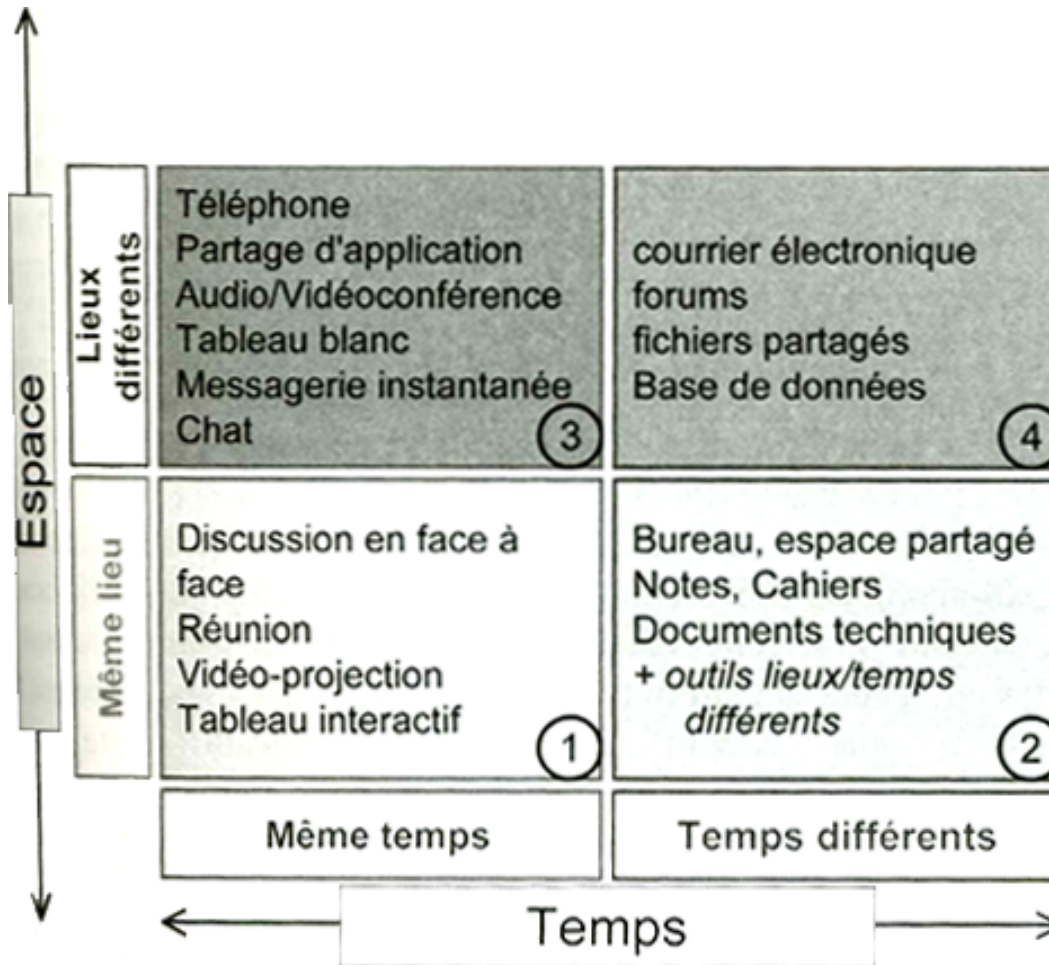 Espace
Lieux
différents
Téléphone
Partage d'application
Audio/Vidéoconférence
Tableau blanc
Messagerie instantanée
Chat
3
courrier électronique
forums
fichiers partagés
Base de données
4
Même lieu
Discussion en face à
face
Réunion
Vidéo-projection
Tableau interactif
1
Bureau, espace partagé
Notes, Cahiers
Documents techniques
+ outils lieux/temps
différents
2
Même temps
Temps différents
Temps